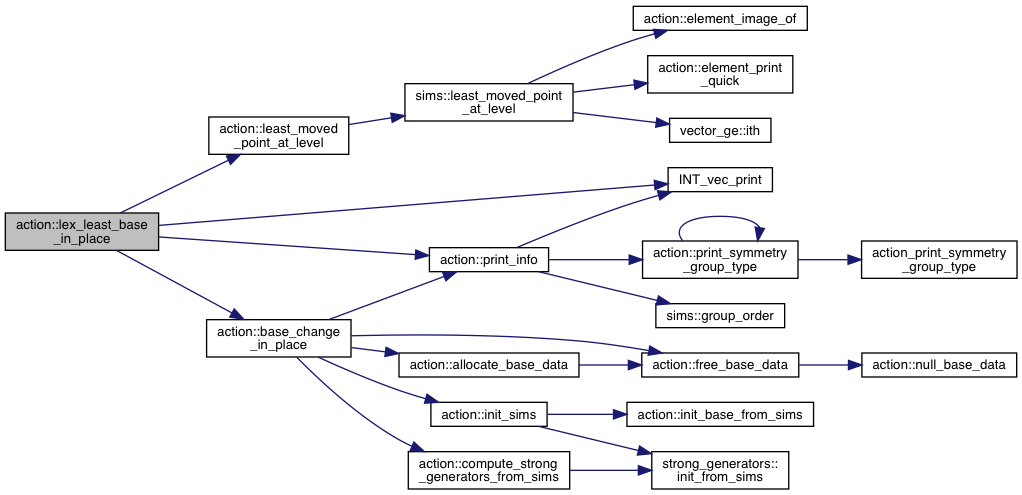 action::element_image_of
action::element_print
_quick
sims::least_moved_point
_at_level
action::least_moved
_point_at_level
vector_ge::ith
INT_vec_print
action::lex_least_base
_in_place
action::print_info
action::print_symmetry
_group_type
action_print_symmetry
_group_type
sims::group_order
action::base_change
_in_place
action::allocate_base_data
action::free_base_data
action::null_base_data
action::init_sims
action::init_base_from_sims
action::compute_strong
_generators_from_sims
strong_generators::
init_from_sims